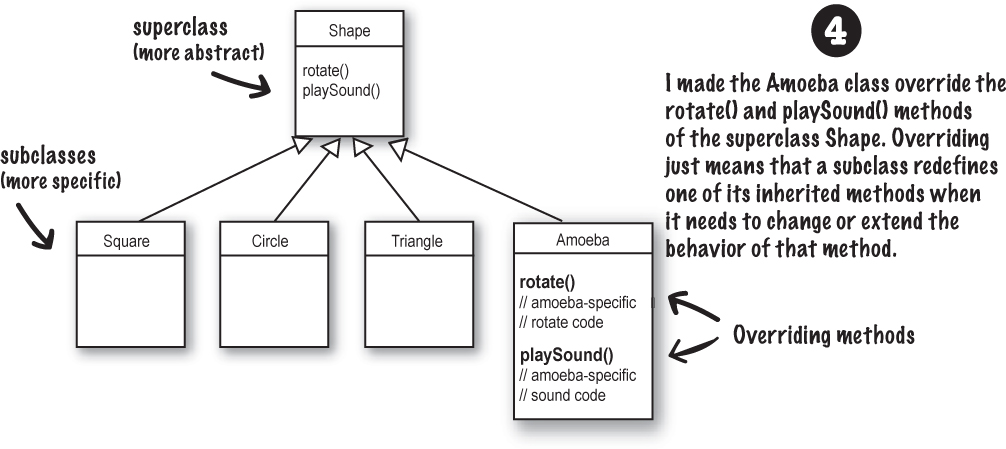 superclass
(more abstract)
Shape
rotate()
playSound()
4
I made the Amoeba class override the
rotate() and playSound() methods
of the superclass Shape. Overriding
just means that a subclass redefines
one of its inherited methods when
it needs to change or extend the
behavior of that method.
subclasses
(more specific)
Square
Circle
Triangle
Amoeba
rotate()
// amoeba-specific
// rotate code
playSound()
// amoeba-specific
// sound code
Overriding methods